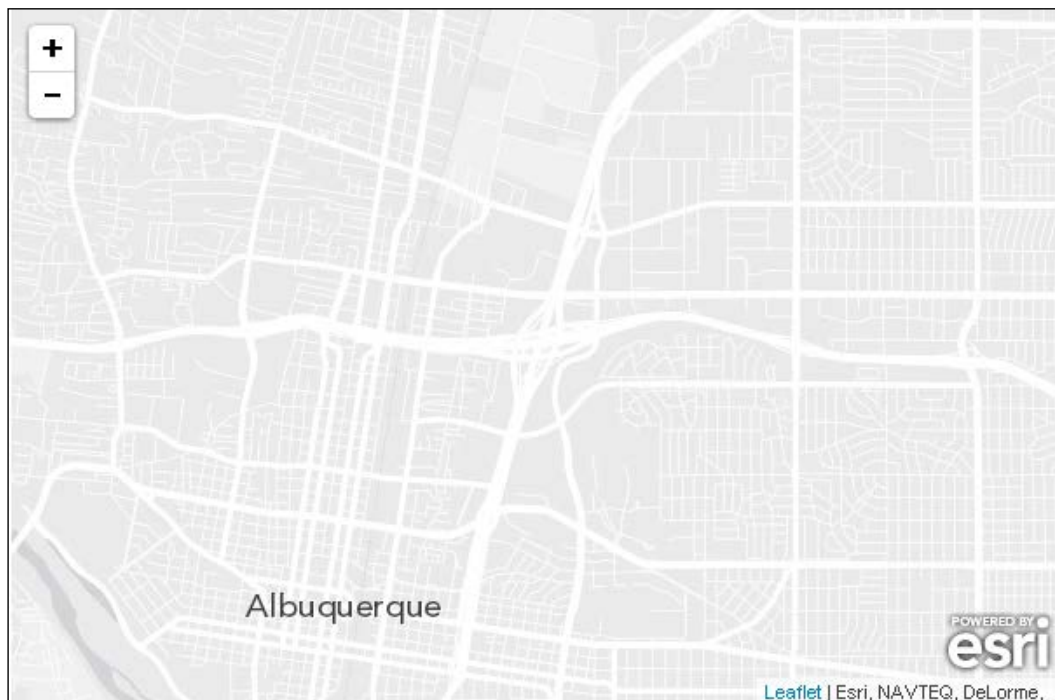 +
−
Albuquerque
POWERED BY
esri
Leaflet | Esri, NAVTEQ, DeLorme,